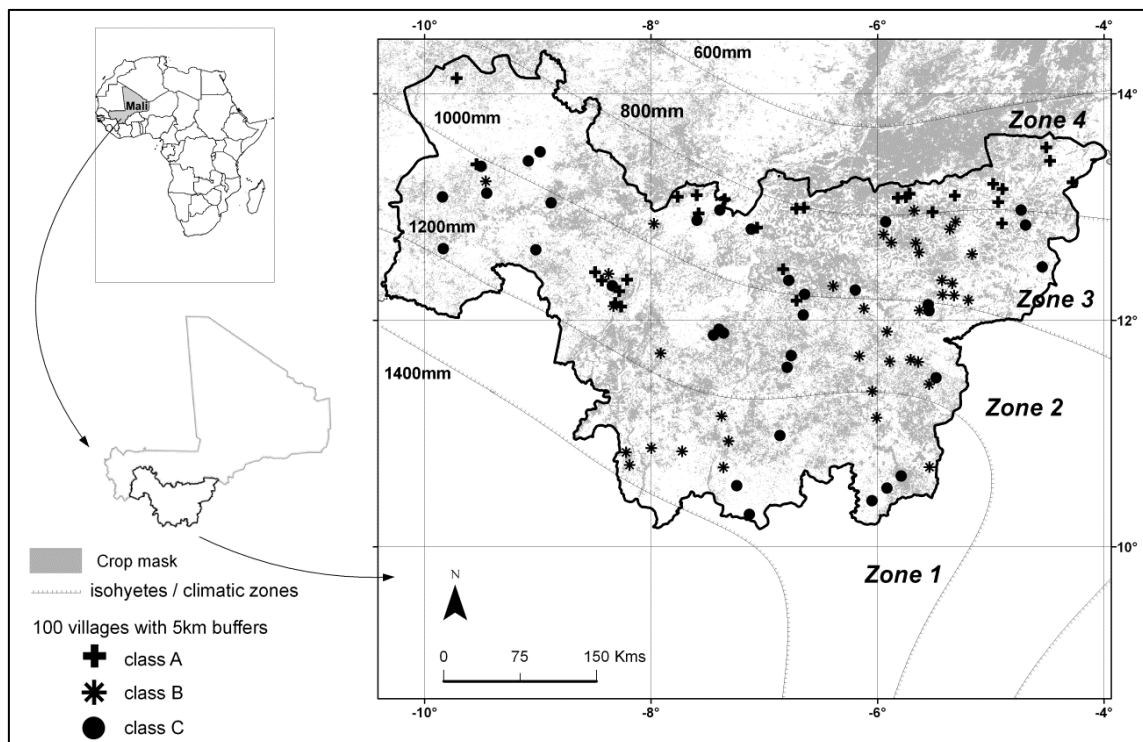 Mali
-10°
-8°
-6°
-4°
14°
12°
10°
600mm
800mm
1000mm
1200mm
1400mm
Zone 4
Zone 3
Zone 2
Zone 1
Crop mask
isohyetes / climatic zones
100 villages with 5km buffers
class A
class B
class C
N
0 75 150 Kms
-10°
-8°
-6°
-4°